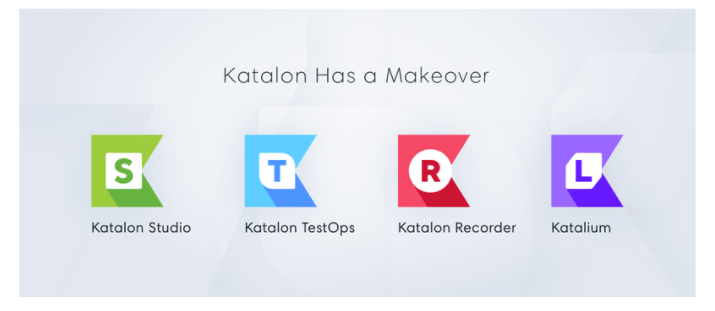 Katalon Has a Makeover
S T R L
Katalon Studio Katalon TestOps Katalon Recorder Katalium